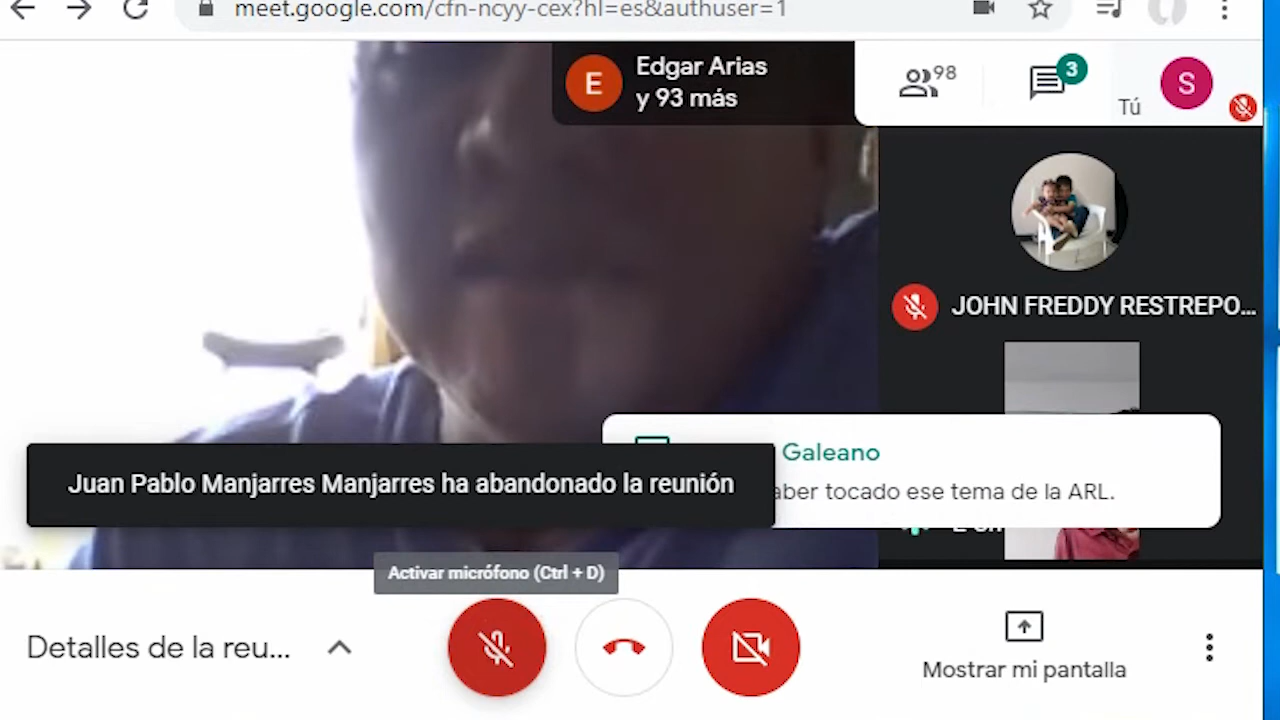 meet.google.com/cfn-ncyy-cex?hl=es&authuser=1
E
Edgar Arias
y 93 más
98
3
Tú
S
JOHN FREDDY RESTREPO...
Galeano
Juan Pablo Manjarres Manjarres ha abandonado la reunión
tocado ese tema de la ARL.
Activar micrófono (Ctrl + D)
Detalles de la reu...
Mostrar mi pantalla